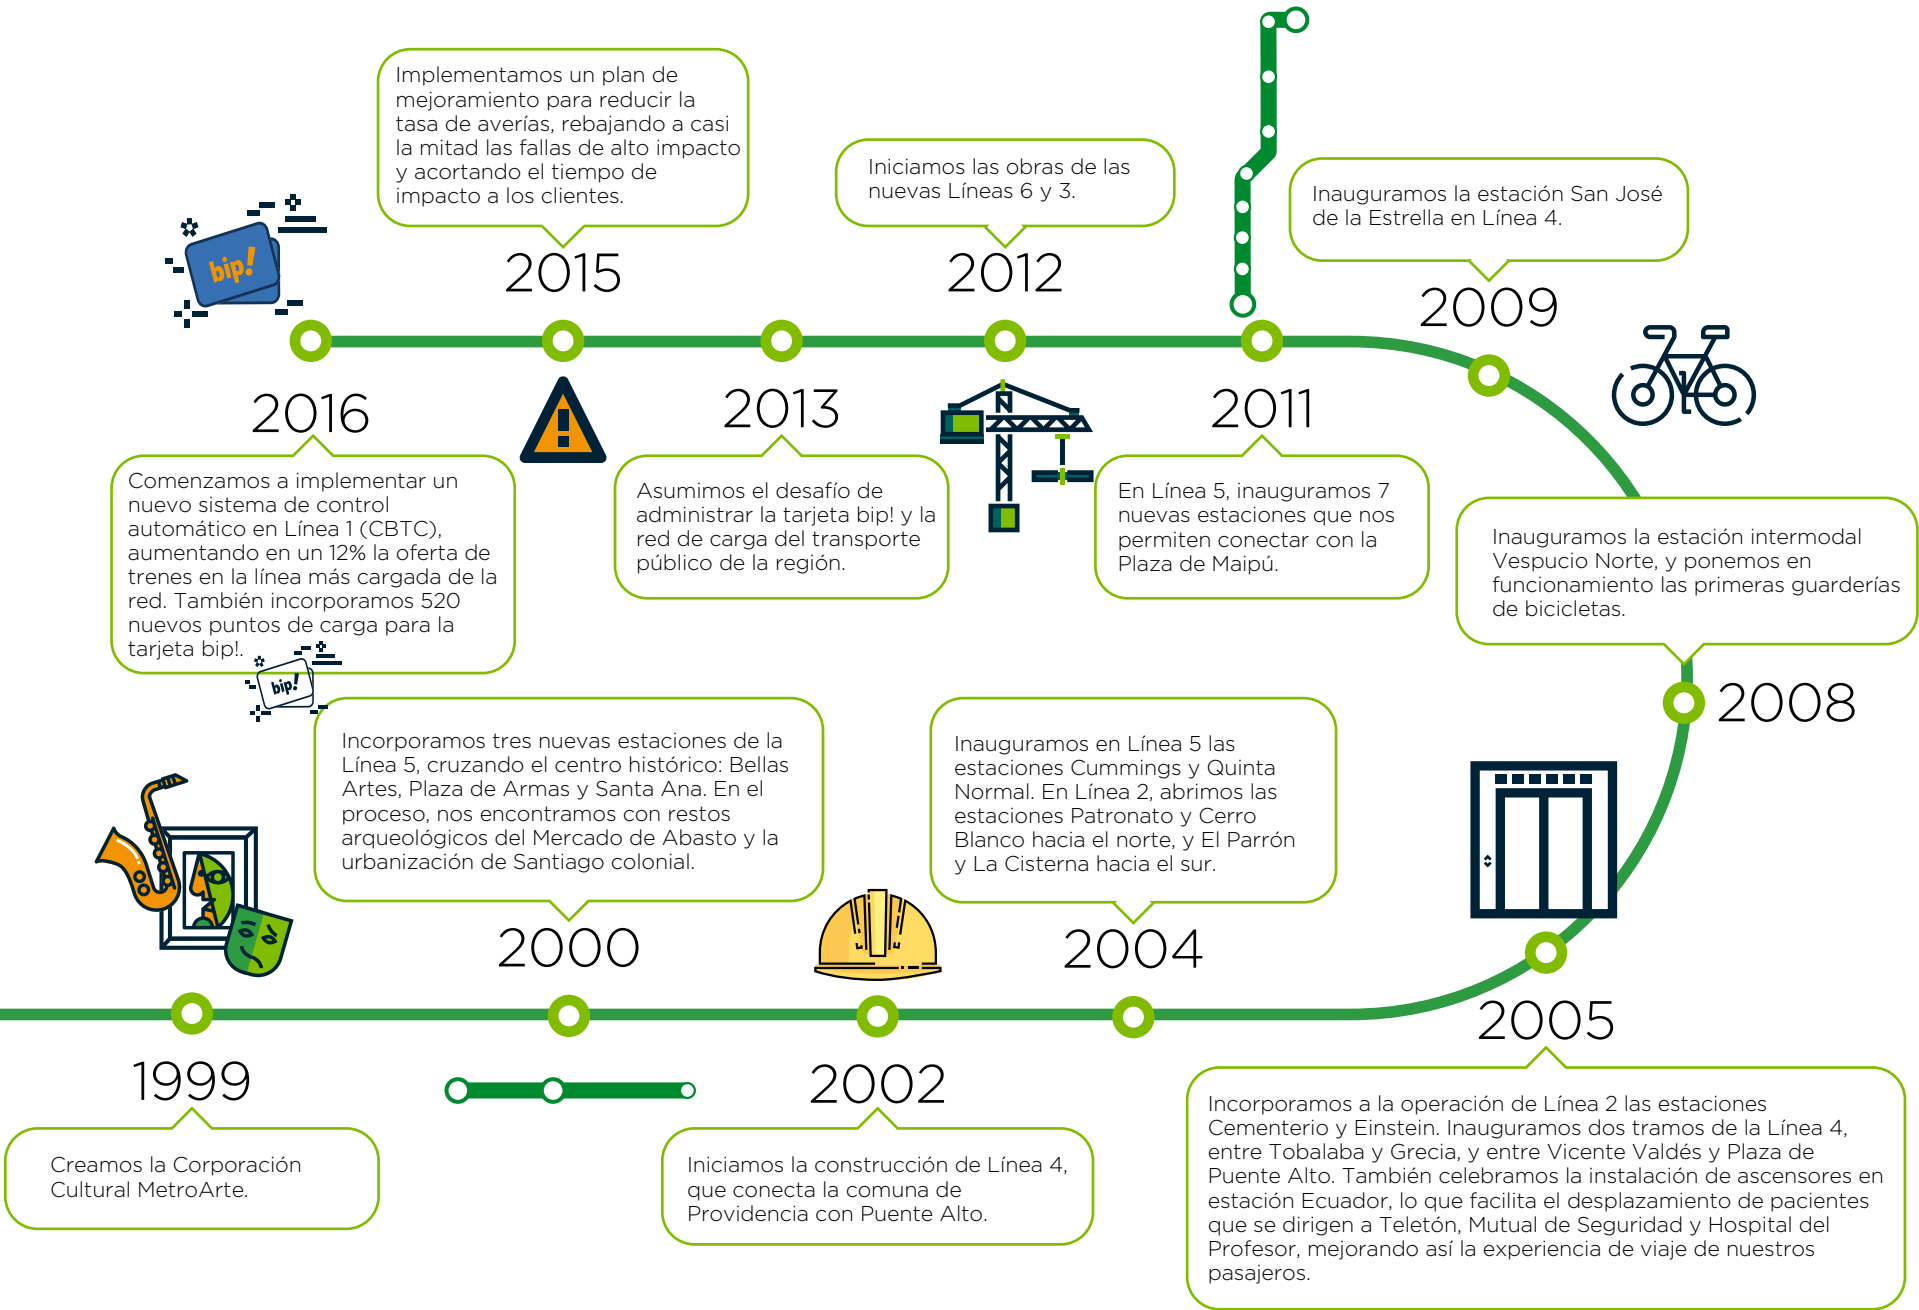 Implementamos un plan de
mejoramiento para reducir la
tasa de averías, rebajando a casi
la mitad las fallas de alto impacto
y acortando el tiempo de
impacto a los clientes.
2015
Iniciamos las obras de las
nuevas Líneas 6 y 3.
2012
Inauguramos la estación San José
de la Estrella en Línea 4.
2009
bip!
2016
Comenzamos a implementar un
nuevo sistema de control
automático en Línea 1 (CBTC),
aumentando en un 12% la oferta de
trenes en la línea más cargada de la
red. También incorporamos 520
nuevos puntos de carga para la
tarjeta bip!.
bip!
2013
Asumimos el desafío de
administrar la tarjeta bip! y la
red de carga del transporte
público de la región.
2011
En Línea 5, inauguramos 7
nuevas estaciones que nos
permiten conectar con la
Plaza de Maipú.
Inauguramos la estación intermodal
Vespucio Norte, y ponemos en
funcionamiento las primeras guarderías
de bicicletas.
2008
Incorporamos tres nuevas estaciones de la
Línea 5, cruzando el centro histórico: Bellas
Artes, Plaza de Armas y Santa Ana. En el
proceso, nos encontramos con restos
arqueológicos del Mercado de Abasto y la
urbanización de Santiago colonial.
2000
Inauguramos en Línea 5 las
estaciones Cummings y Quinta
Normal. En Línea 2, abrimos las
estaciones Patronato y Cerro
Blanco hacia el norte, y El Parrón
y La Cisterna hacia el sur.
2004
1999
Creamos la Corporación
Cultural MetroArte.
2002
Iniciamos la construcción de Línea 4,
que conecta la comuna de
Providencia con Puente Alto.
2005
Incorporamos a la operación de Línea 2 las estaciones
Cementerio y Einstein. Inauguramos dos tramos de la Línea 4,
entre Tobalaba y Grecia, y entre Vicente Valdés y Plaza de
Puente Alto. También celebramos la instalación de ascensores en
estación Ecuador, lo que facilita el desplazamiento de pacientes
que se dirigen a Teletón, Mutual de Seguridad y Hospital del
Profesor, mejorando así la experiencia de viaje de nuestros
pasajeros.